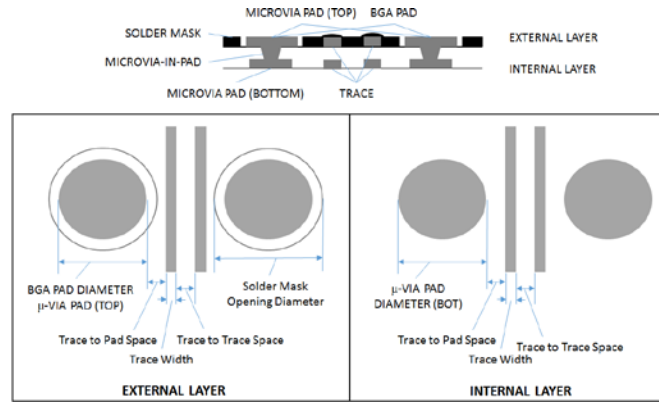 MICROVIA PAD (TOP)
BGA PAD
SOLDER MASK
EXTERNAL LAYER
MICROVIA-IN-PAD
INTERNAL LAYER
MICROVIA PAD (BOTTOM)
TRACE
BGA PAD DIAMETER
μ-VIA PAD (TOP)
Solder Mask
Opening Diameter
Trace to Pad Space
Trace to Trace Space
Trace Width
EXTERNAL LAYER
μ-VIA PAD
DIAMETER (BOT)
Trace to Pad Space
Trace to Trace Space
Trace Width
INTERNAL LAYER